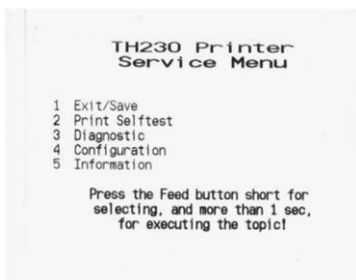 TH230 Printer
Service Menu
1 Exit/Save
2 Print Selftest
3 Diagnostic
4 Configuration
5 Information
Press the Feed button short for
selecting, and more than 1 sec,
for executing the topic!